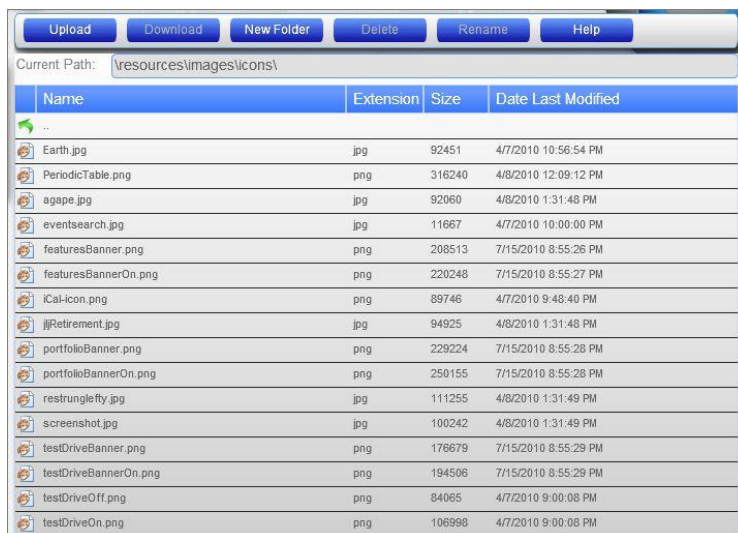 Upload Download New Folder Delete Rename Help
Current Path: \resources\images\icons\
Name Extension Size Date Last Modified
..
Earth.jpg jpg 92451 4/7/2010 10:56:54 PM
PeriodicTable.png png 316240 4/8/2010 12:09:12 PM
agape.jpg jpg 92060 4/8/2010 1:31:48 PM
eventsearch.jpg jpg 11667 4/7/2010 10:00:00 PM
featuresBanner.png png 208513 7/15/2010 8:55:26 PM
featuresBannerOn.png png 220248 7/15/2010 8:55:27 PM
iCal-icon.png png 89746 4/7/2010 9:48:40 PM
jljRetirement.jpg jpg 94925 4/8/2010 1:31:48 PM
portfolioBanner.png png 229224 7/15/2010 8:55:28 PM
portfolioBannerOn.png png 250155 7/15/2010 8:55:28 PM
restrunglefty.jpg jpg 111255 4/8/2010 1:31:49 PM
screenshot.jpg jpg 100242 4/8/2010 1:31:49 PM
testDriveBanner.png png 176679 7/15/2010 8:55:29 PM
testDriveBannerOn.png png 194506 7/15/2010 8:55:29 PM
testDriveOff.png png 84065 4/7/2010 9:00:08 PM
testDriveOn.png png 106998 4/7/2010 9:00:08 PM